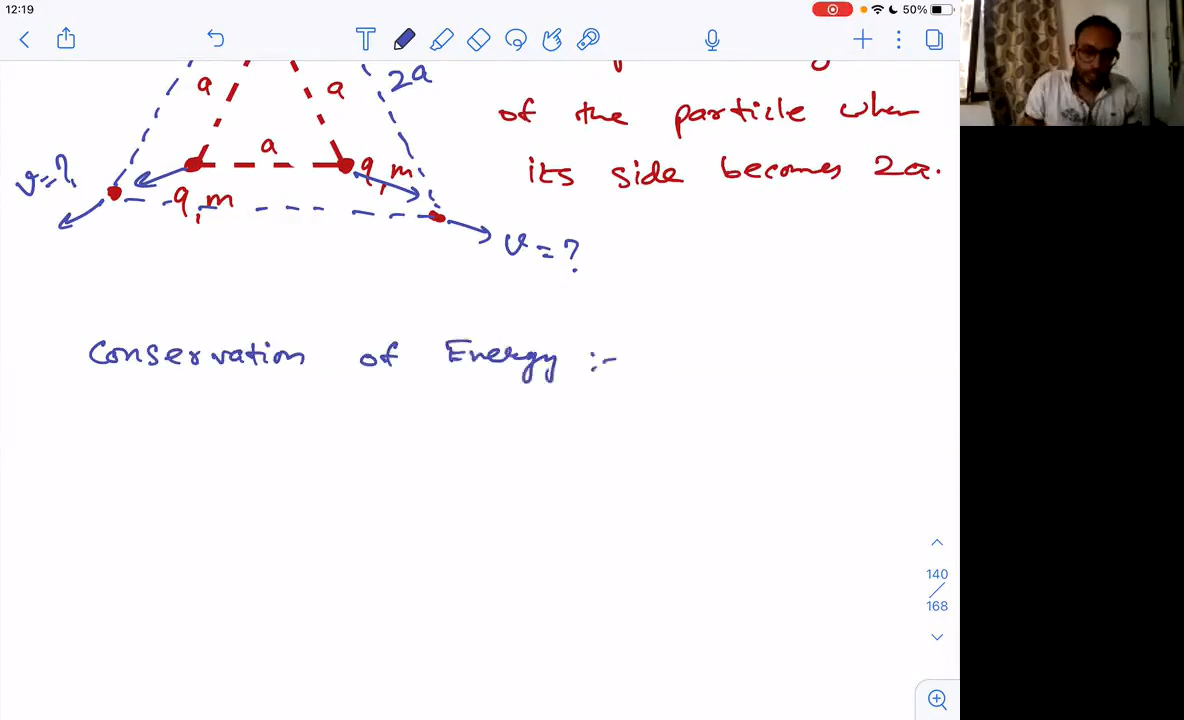 12:19
50%
a
a
2a
of the particle when
a
v=?
q, m
its side becomes 2a.
q, m
v = ?
Conservation of Energy :-
140
168